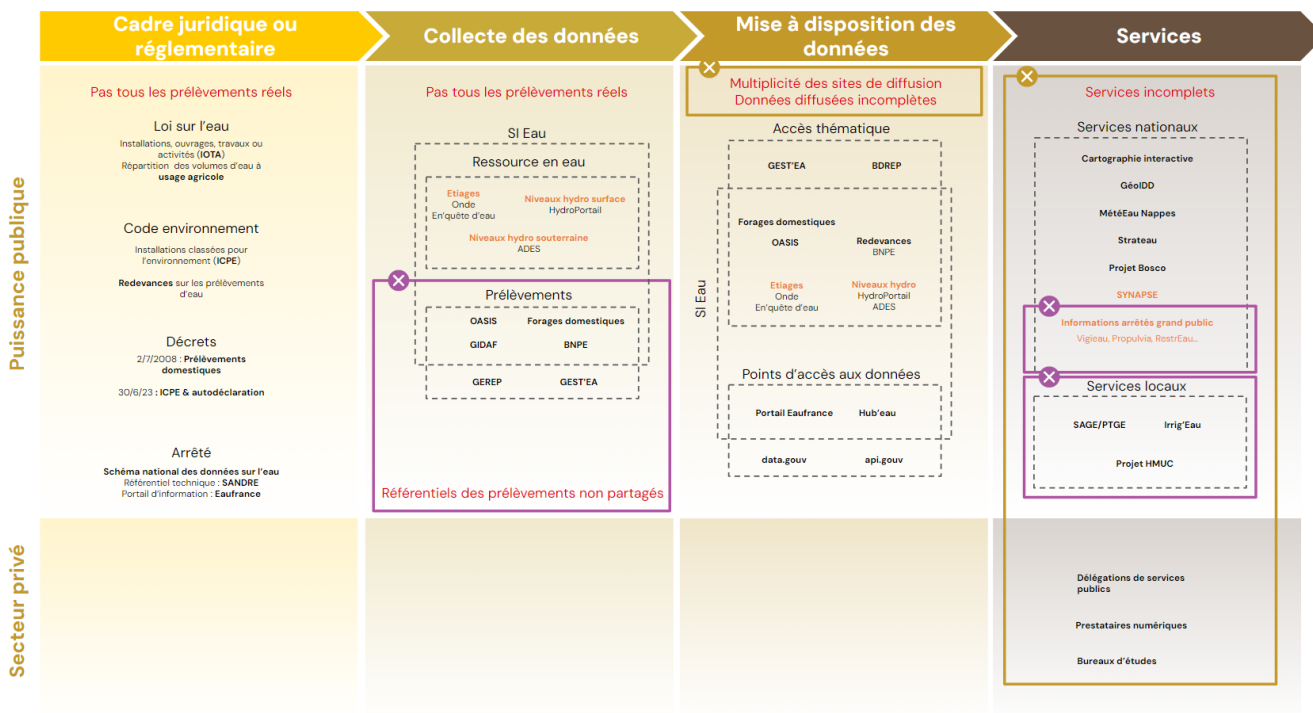 Cadre juridique ou
réglementaire
Collecte des données
Mise à disposition des
données
Services
Puissance publique
Pas tous les prélèvements réels
Loi sur l'eau
Installations, ouvrages, travaux ou
activités (IOTA)
Répartition des volumes d'eau à
usage agricole
Code environnement
Installations classées pour
l'environnement (ICPE)
Redevances sur les prélèvements
d'eau
Décrets
2/7/2008 : Prélèvements
domestiques
30/6/23 : ICPE & autodéclaration
Arrêté
Schéma national des données sur l'eau
Référentiel technique : SANDRE
Portail d'information : Eaufrance
Pas tous les prélèvements réels
SI Eau
Ressource en eau
Etiages
Onde
En'quête d'eau
Niveaux hydro surface
HydroPortail
Niveaux hydro souterraine
ADES
Prélèvements
OASIS Forages domestiques
GIDAF BNPE
GEREP GEST'EA
Référentiels des prélèvements non partagés
Multiplicité des sites de diffusion
Données diffusées incomplètes
Accès thématique
GEST'EA BDREP
SI Eau
Forages domestiques
OASIS
Redevances
BNPE
Etiages
Onde
En'quête d'eau
Niveaux hydro
HydroPortail
ADES
Points d'accès aux données
Portail Eaufrance Hub'eau
data.gouv api.gouv
Services incomplets
Services nationaux
Cartographie interactive
GéoIDD
MétéEau Nappes
Strateau
Projet Bosco
SYNAPSE
Informations arrêtés grand public
Vigieau, Propulvia, RestrEau...
Services locaux
SAGE/PTGE Irrig'Eau
Projet HMUC
Secteur privé
Délégations de services
publics
Prestataires numériques
Bureaux d'études